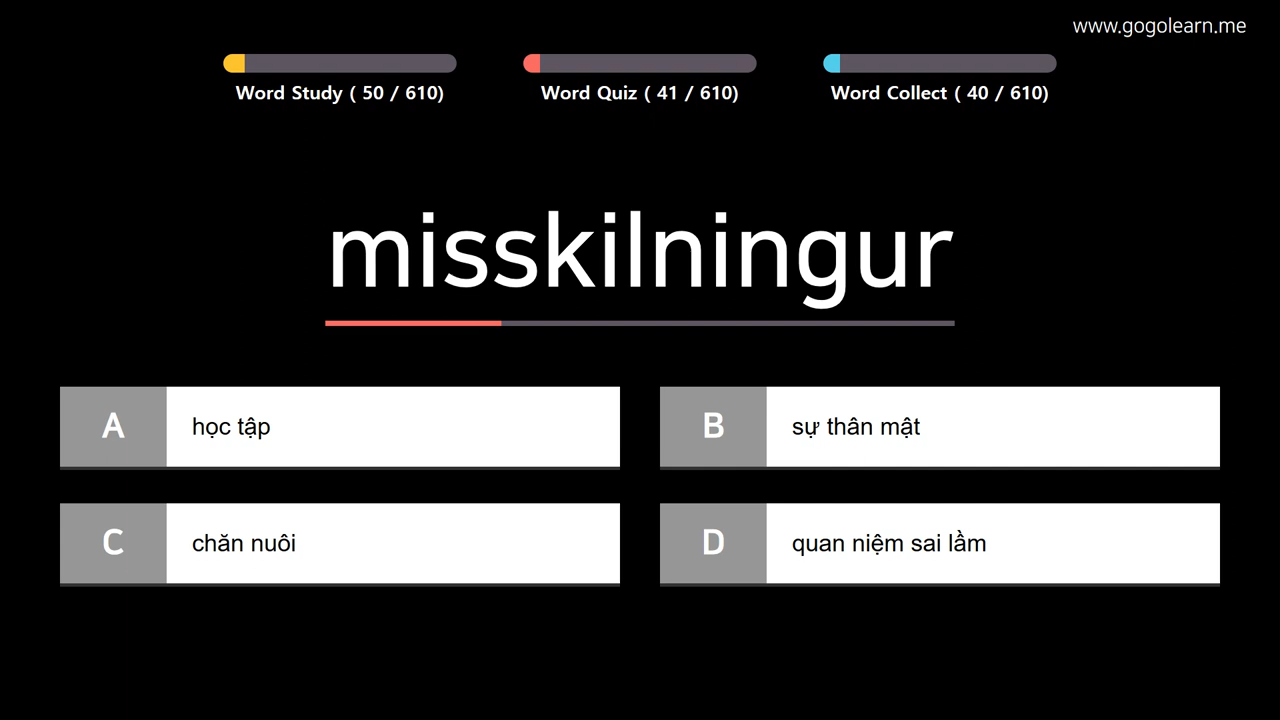 www.gogolearn.me
Word Study ( 50 / 610)
Word Quiz ( 41 / 610)
Word Collect ( 40 / 610)
misskilningur
A học tập
B sự thân mật
C chăn nuôi
D quan niệm sai lầm